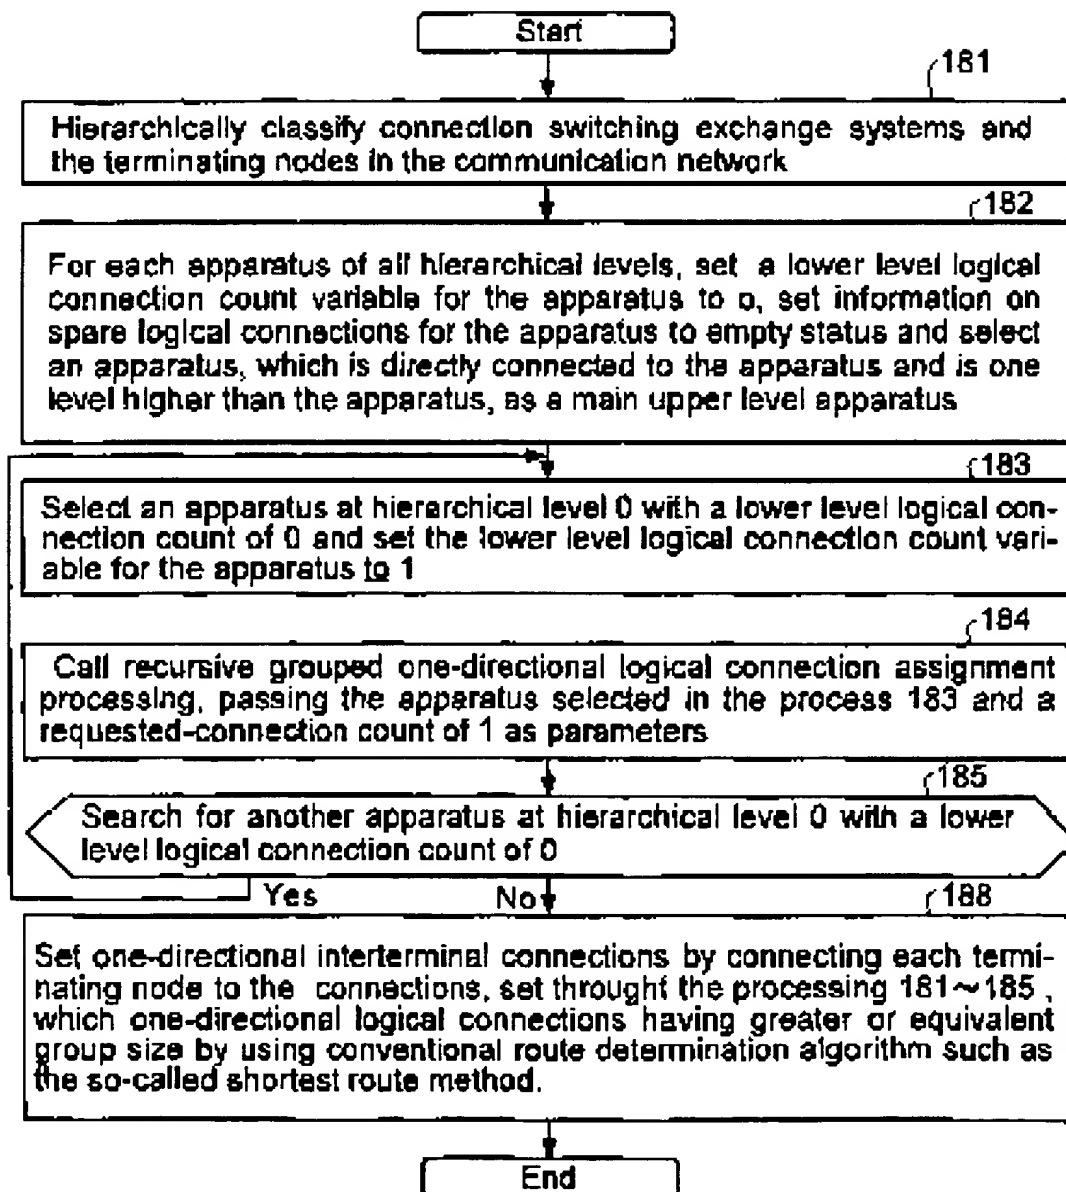 Start
181
Hierarchically classify connection switching exchange systems and
the terminating nodes in the communication network
182
For each apparatus of all hierarchical levels, set a lower level logical
connection count variable for the apparatus to o, set information on
spare logical connections for the apparatus to empty status and select
an apparatus, which is directly connected to the apparatus and is one
level higher than the apparatus, as a main upper level apparatus
183
Select an apparatus at hierarchical level 0 with a lower level logical con-
nection count of 0 and set the lower level logical connection count vari-
able for the apparatus to 1
184
Call recursive grouped one-directional logical connection assignment
processing, passing the apparatus selected in the process 183 and a
requested-connection count of 1 as parameters
185
Search for another apparatus at hierarchical level 0 with a lower
level logical connection count of 0
Yes No
188
Set one-directional interterminal connections by connecting each termi-
nating node to the connections, set throught the processing 181~185 ,
which one-directional logical connections having greater or equivalent
group size by using conventional route determination algorithm such as
the so-called shortest route method.
End